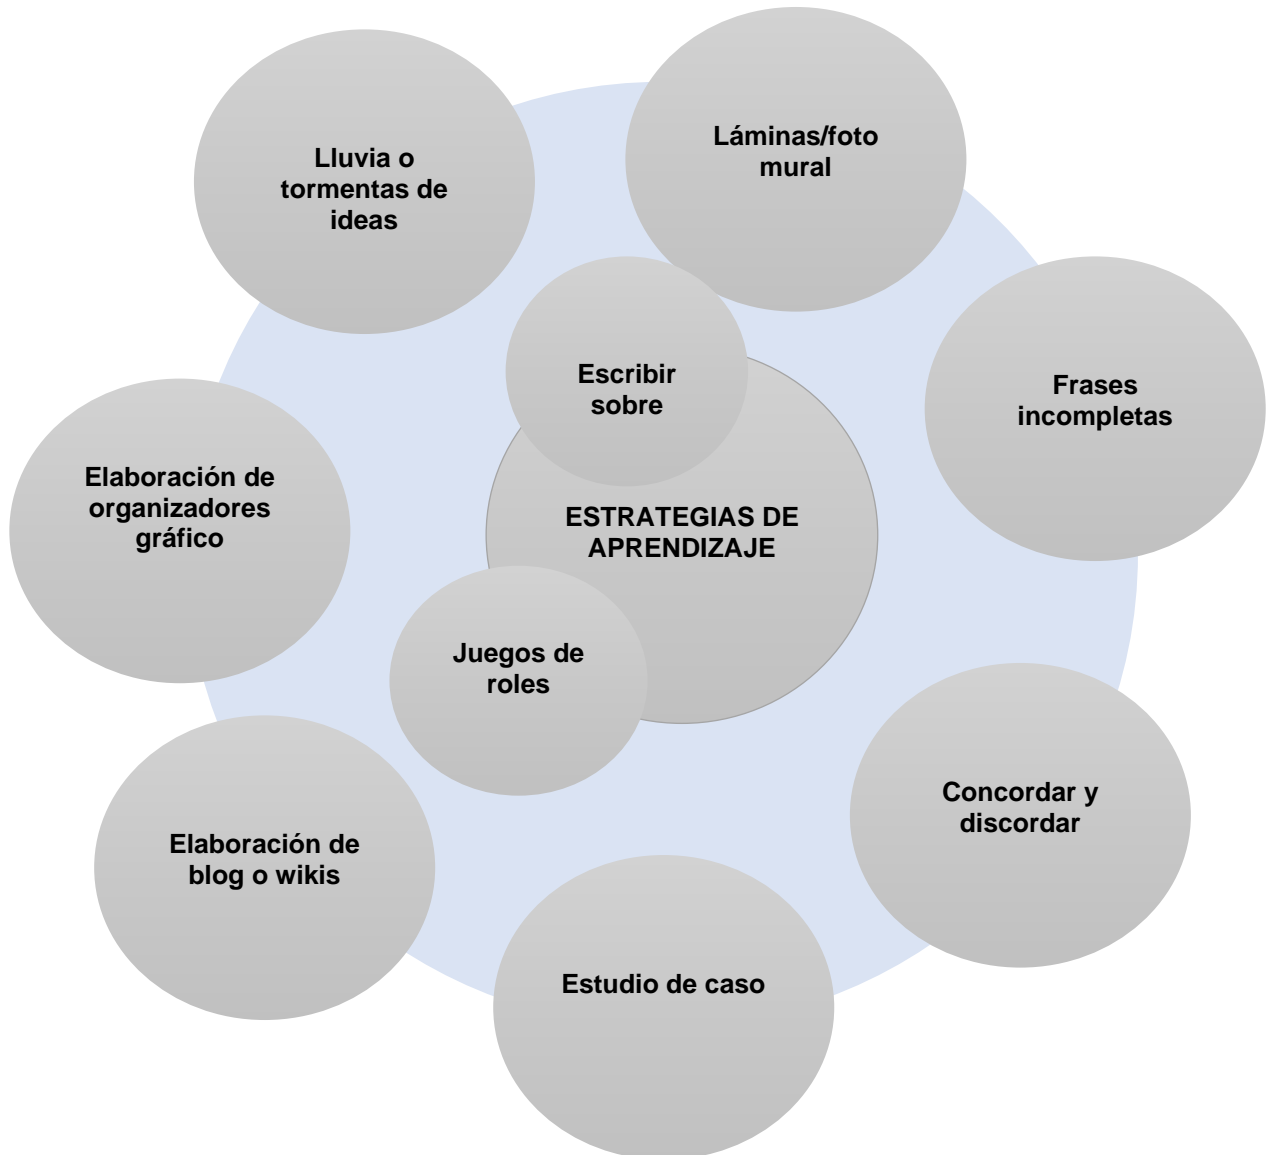 Láminas/foto
mural
Lluvia o
tormentas de
ideas
Escribir
sobre
Frases
incompletas
Elaboración de
organizadores
gráfico
ESTRATEGIAS DE
APRENDIZAJE
Juegos de
roles
Concordar y
discordar
Elaboración de
blog o wikis
Estudio de caso